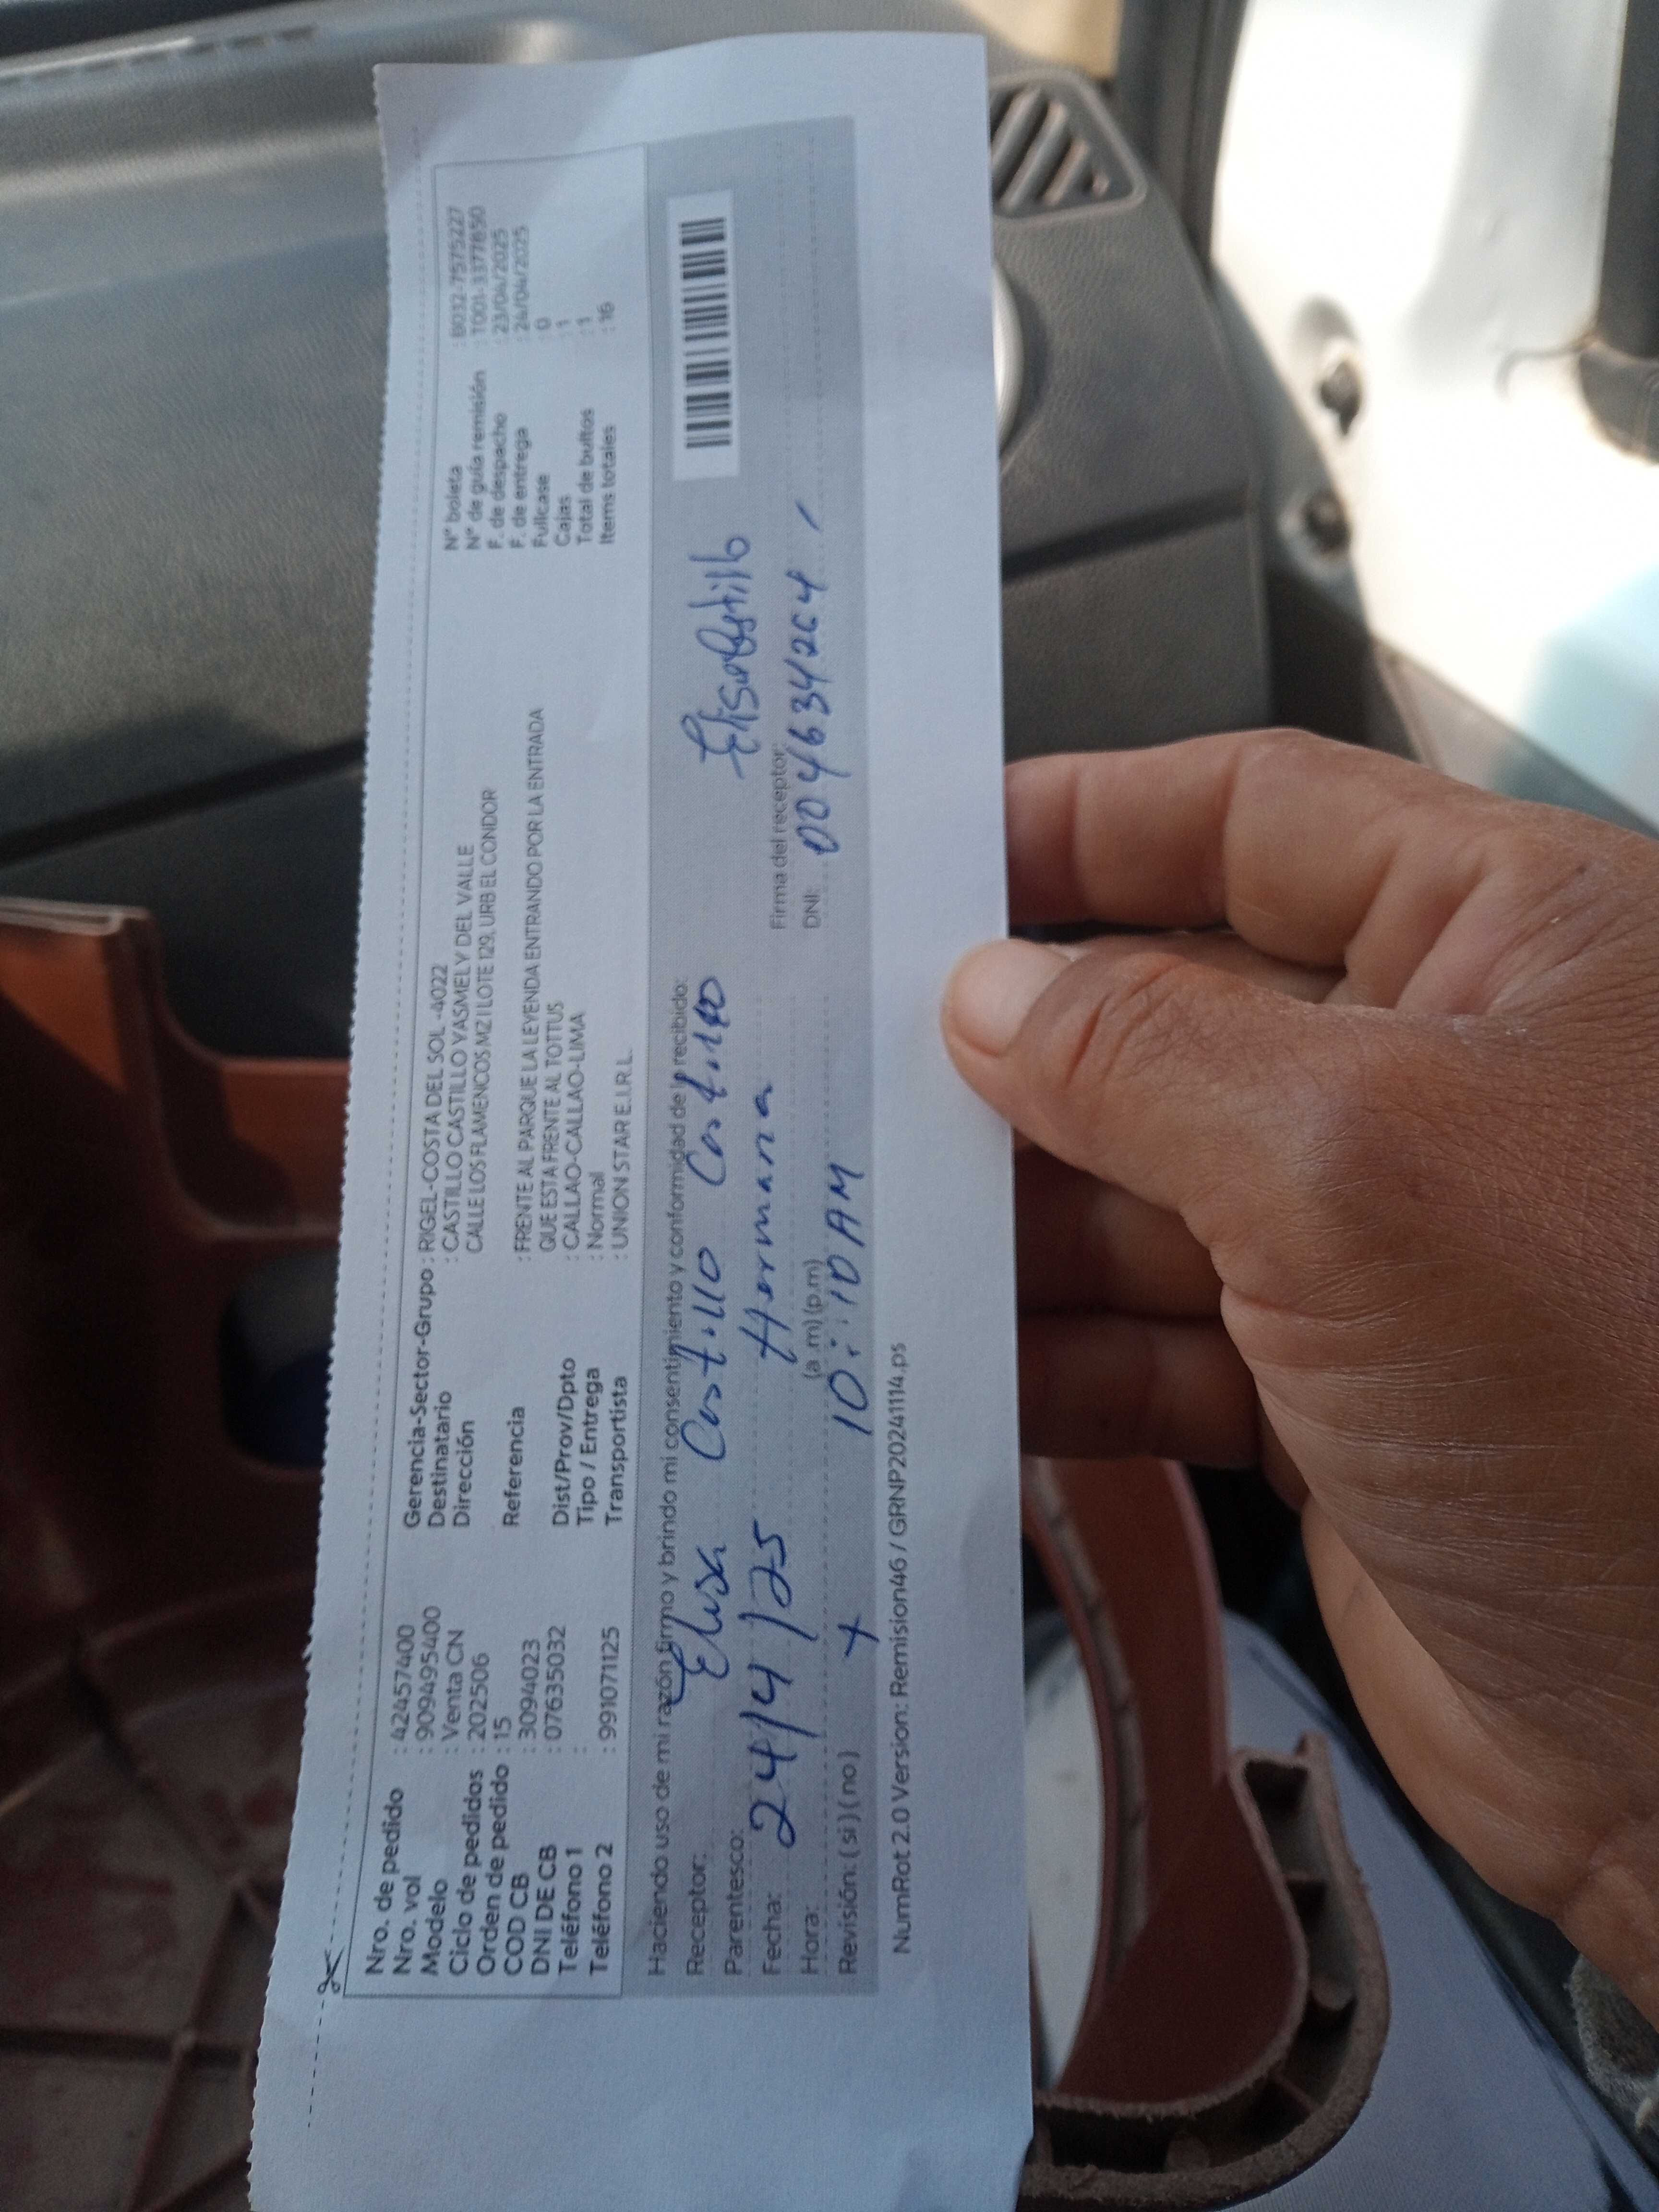 Nro. de pedido : 42457400
Nro. vol : 9094954 00
Modelo : Venta CN
Ciclo de pedidos : 202506
Orden de pedido : 15
COD CB : 3094023
DNI DE CB : 07635032
Teléfono 1 :
Teléfono 2 : 991071125
Gerencia-Sector-Grupo : RIGEL-COSTA DEL SOL -4022
Destinatario : CASTILLO CASTILLO YASMELY DEL VALLE
Dirección CALLE LOS FLAMENCOS MZ I LOTE 129, URB EL CONDOR
Referencia : FRENTE AL PARQUE LA LEYENDA ENTRANDO POR LA ENTRADA
QUE ESTA FRENTE AL TOTTUS
Dist/Prov/Dpto : CALLAO-CALLAO-LIMA
Tipo / Entrega : Normal
Transportista : UNION STAR E.I.R.L.
N° boleta : B032-7575227
N° de guía remisión : T001-1377650
F. de despacho : 23/04/2025
F. de entrega : 24/04/2025
Fullcase : 0
Cajas : 1
Total de bultos : 1
Items totales : 16
Haciendo uso de mi razón firmo y brindo mi consentimiento y conformidad de lo recibido:
Receptor: Elisa Castillo Castillo
Parentesco: Hermana
Fecha: 24/4/25
Hora: (a.m) (p.m) 10:10 AM
Revisión: (si) (no) x
Firma del receptor:
DNI: 004634264
NumRot 2.0 Version: Remision46 / GRNP20241114.ps